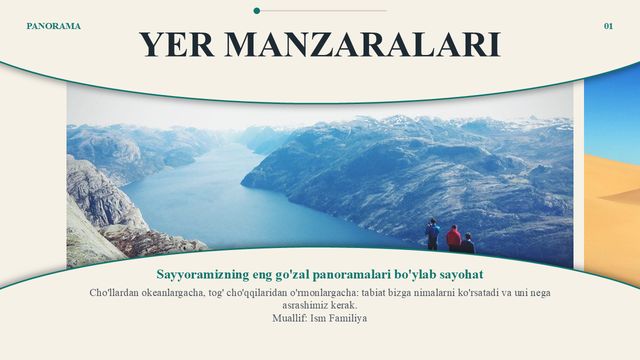 PANORAMA
01
YER MANZARALARI
Sayyoramizning eng go'zal panoramalari bo'ylab sayohat
Cho'llardan okeanlargacha, tog' cho'qqilaridan o'rmonlargacha: tabiat bizga nimalarni ko'rsatadi va uni nega
asrashimiz kerak.
Muallif: Ism Familiya